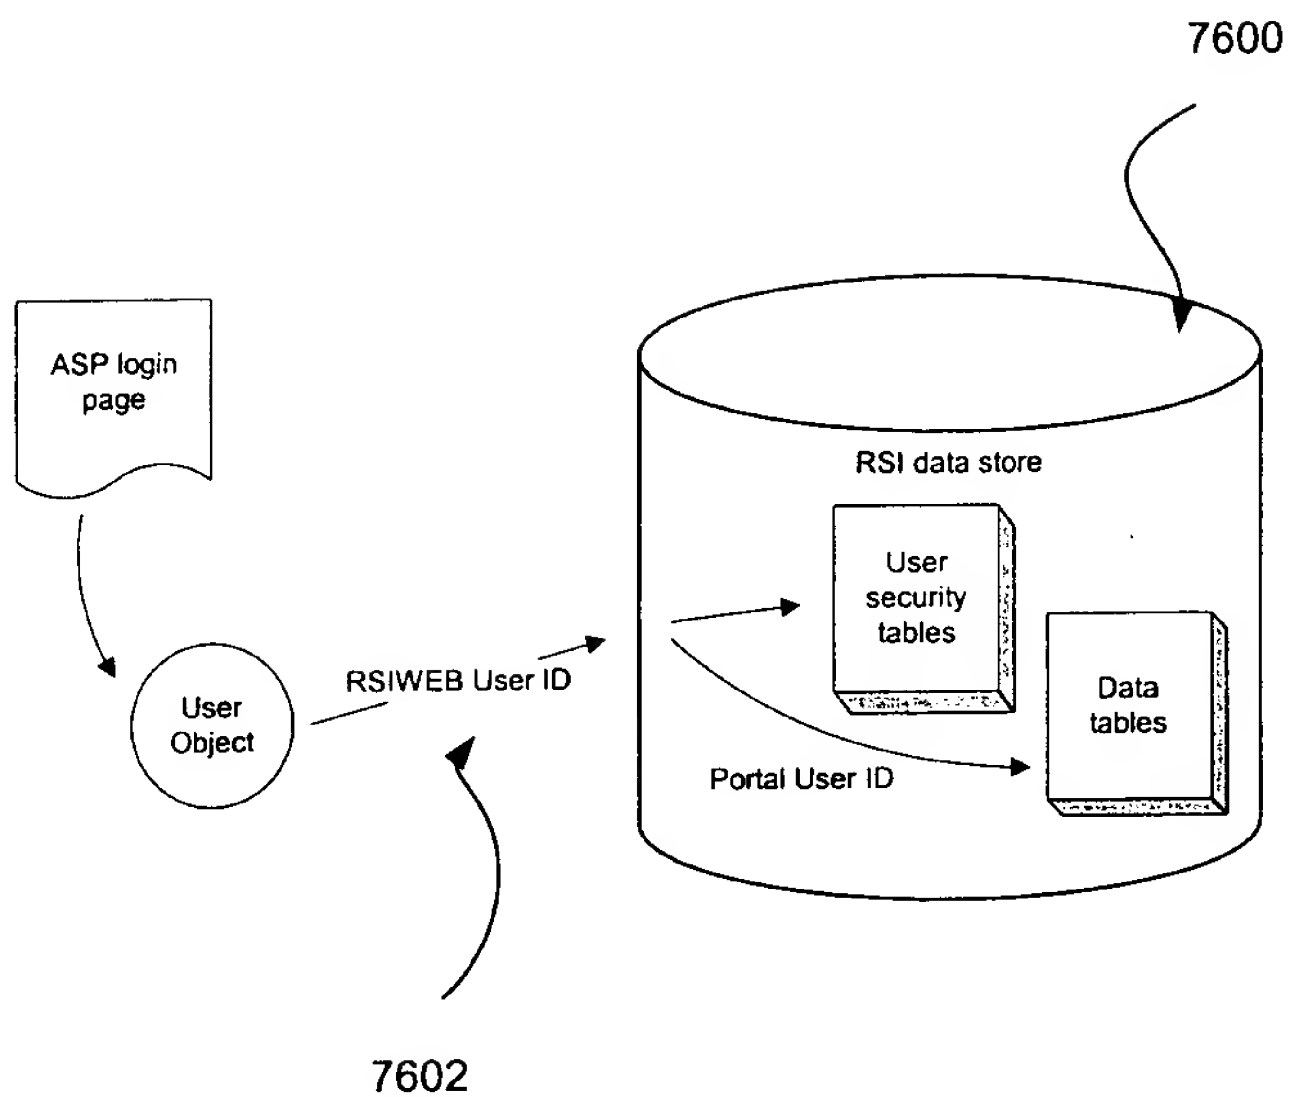 7600
ASP login
page
RSI data store
User
security
tables
Data
tables
RSIWEB User ID
User
Object
Portal User ID
7602